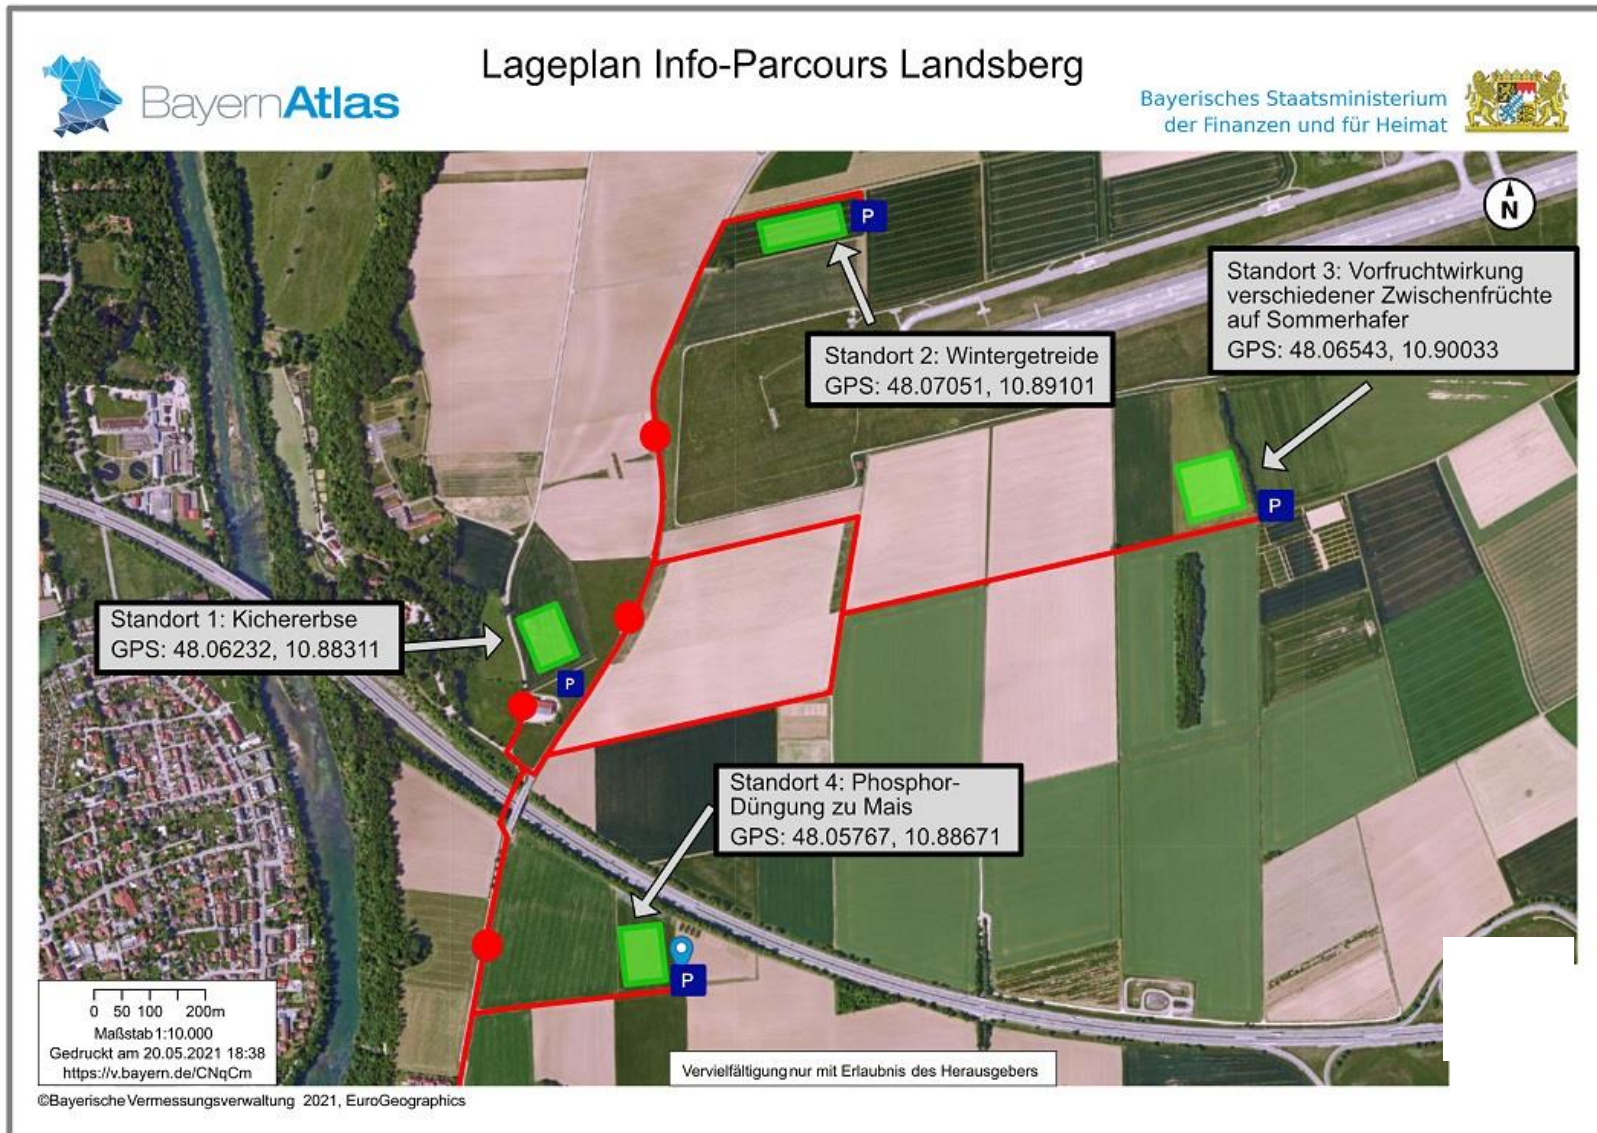 Lageplan Info-Parcours Landsberg
BayernAtlas
Bayerisches Staatsministerium
der Finanzen und für Heimat
N
P
Standort 3: Vorfruchtwirkung
verschiedener Zwischenfrüchte
auf Sommerhafer
GPS: 48.06543, 10.90033
Standort 2: Wintergetreide
GPS: 48.07051, 10.89101
P
Standort 1: Kichererbse
GPS: 48.06232, 10.88311
P
Standort 4: Phosphor-
Düngung zu Mais
GPS: 48.05767, 10.88671
P
0 50 100 200m
Maßstab 1:10.000
Gedruckt am 20.05.2021 18:38
https://v.bayern.de/CNqCm
Vervielfältigung nur mit Erlaubnis des Herausgebers
©Bayerische Vermessungsverwaltung 2021, EuroGeographics